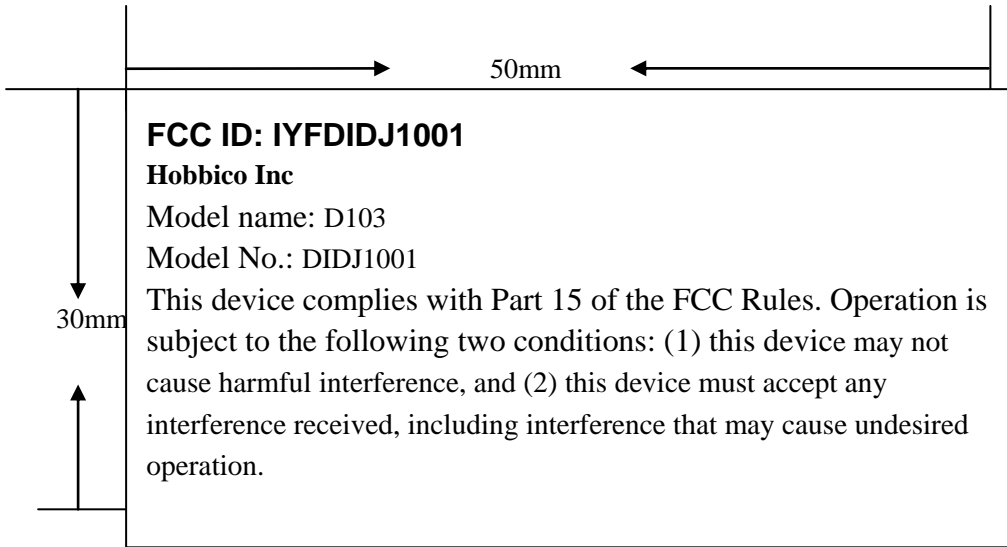 50mm
FCC ID: IYFDIDJ1001
Hobbico Inc
Model name: D103
Model No.: DIDJ1001
This device complies with Part 15 of the FCC Rules. Operation is
30mm
subject to the following two conditions: (1) this device may not
cause harmful interference, and (2) this device must accept any
interference received, including interference that may cause undesired
operation.